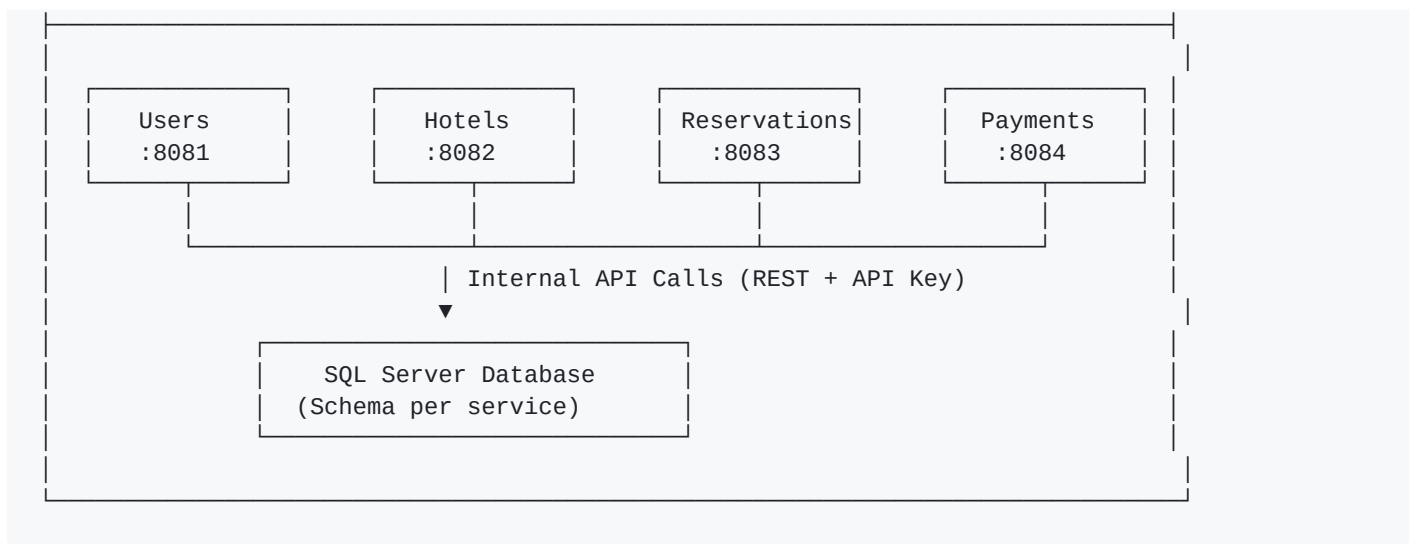 Users Hotels Reservations Payments
:8081 :8082 :8083 :8084
Internal API Calls (REST + API Key)
SQL Server Database
(Schema per service)